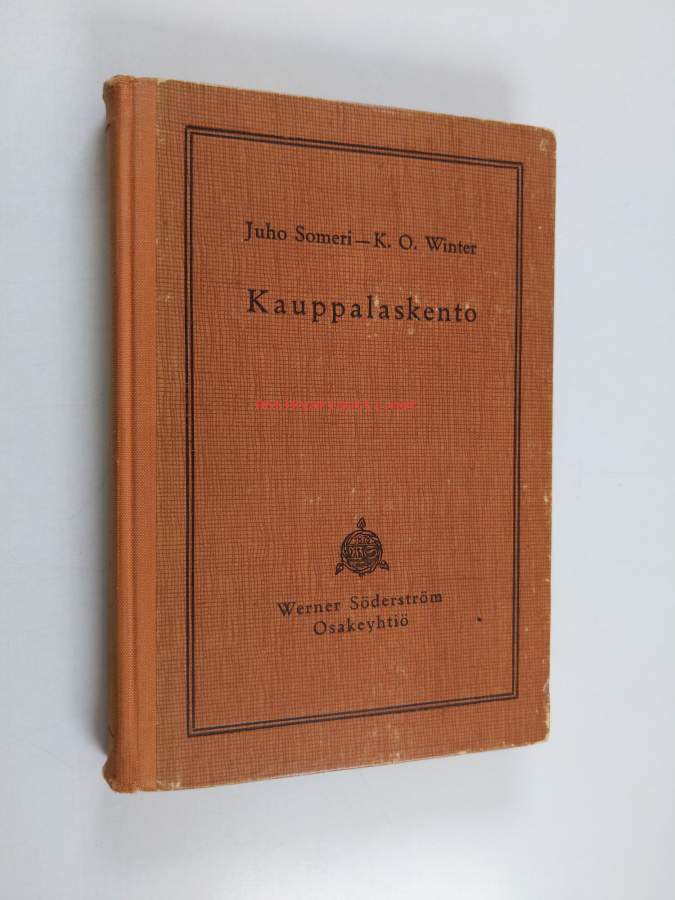 Juho Someri — K. O. Winter
Kauppalaskento
Werner Söderström
Osakeyhtiö